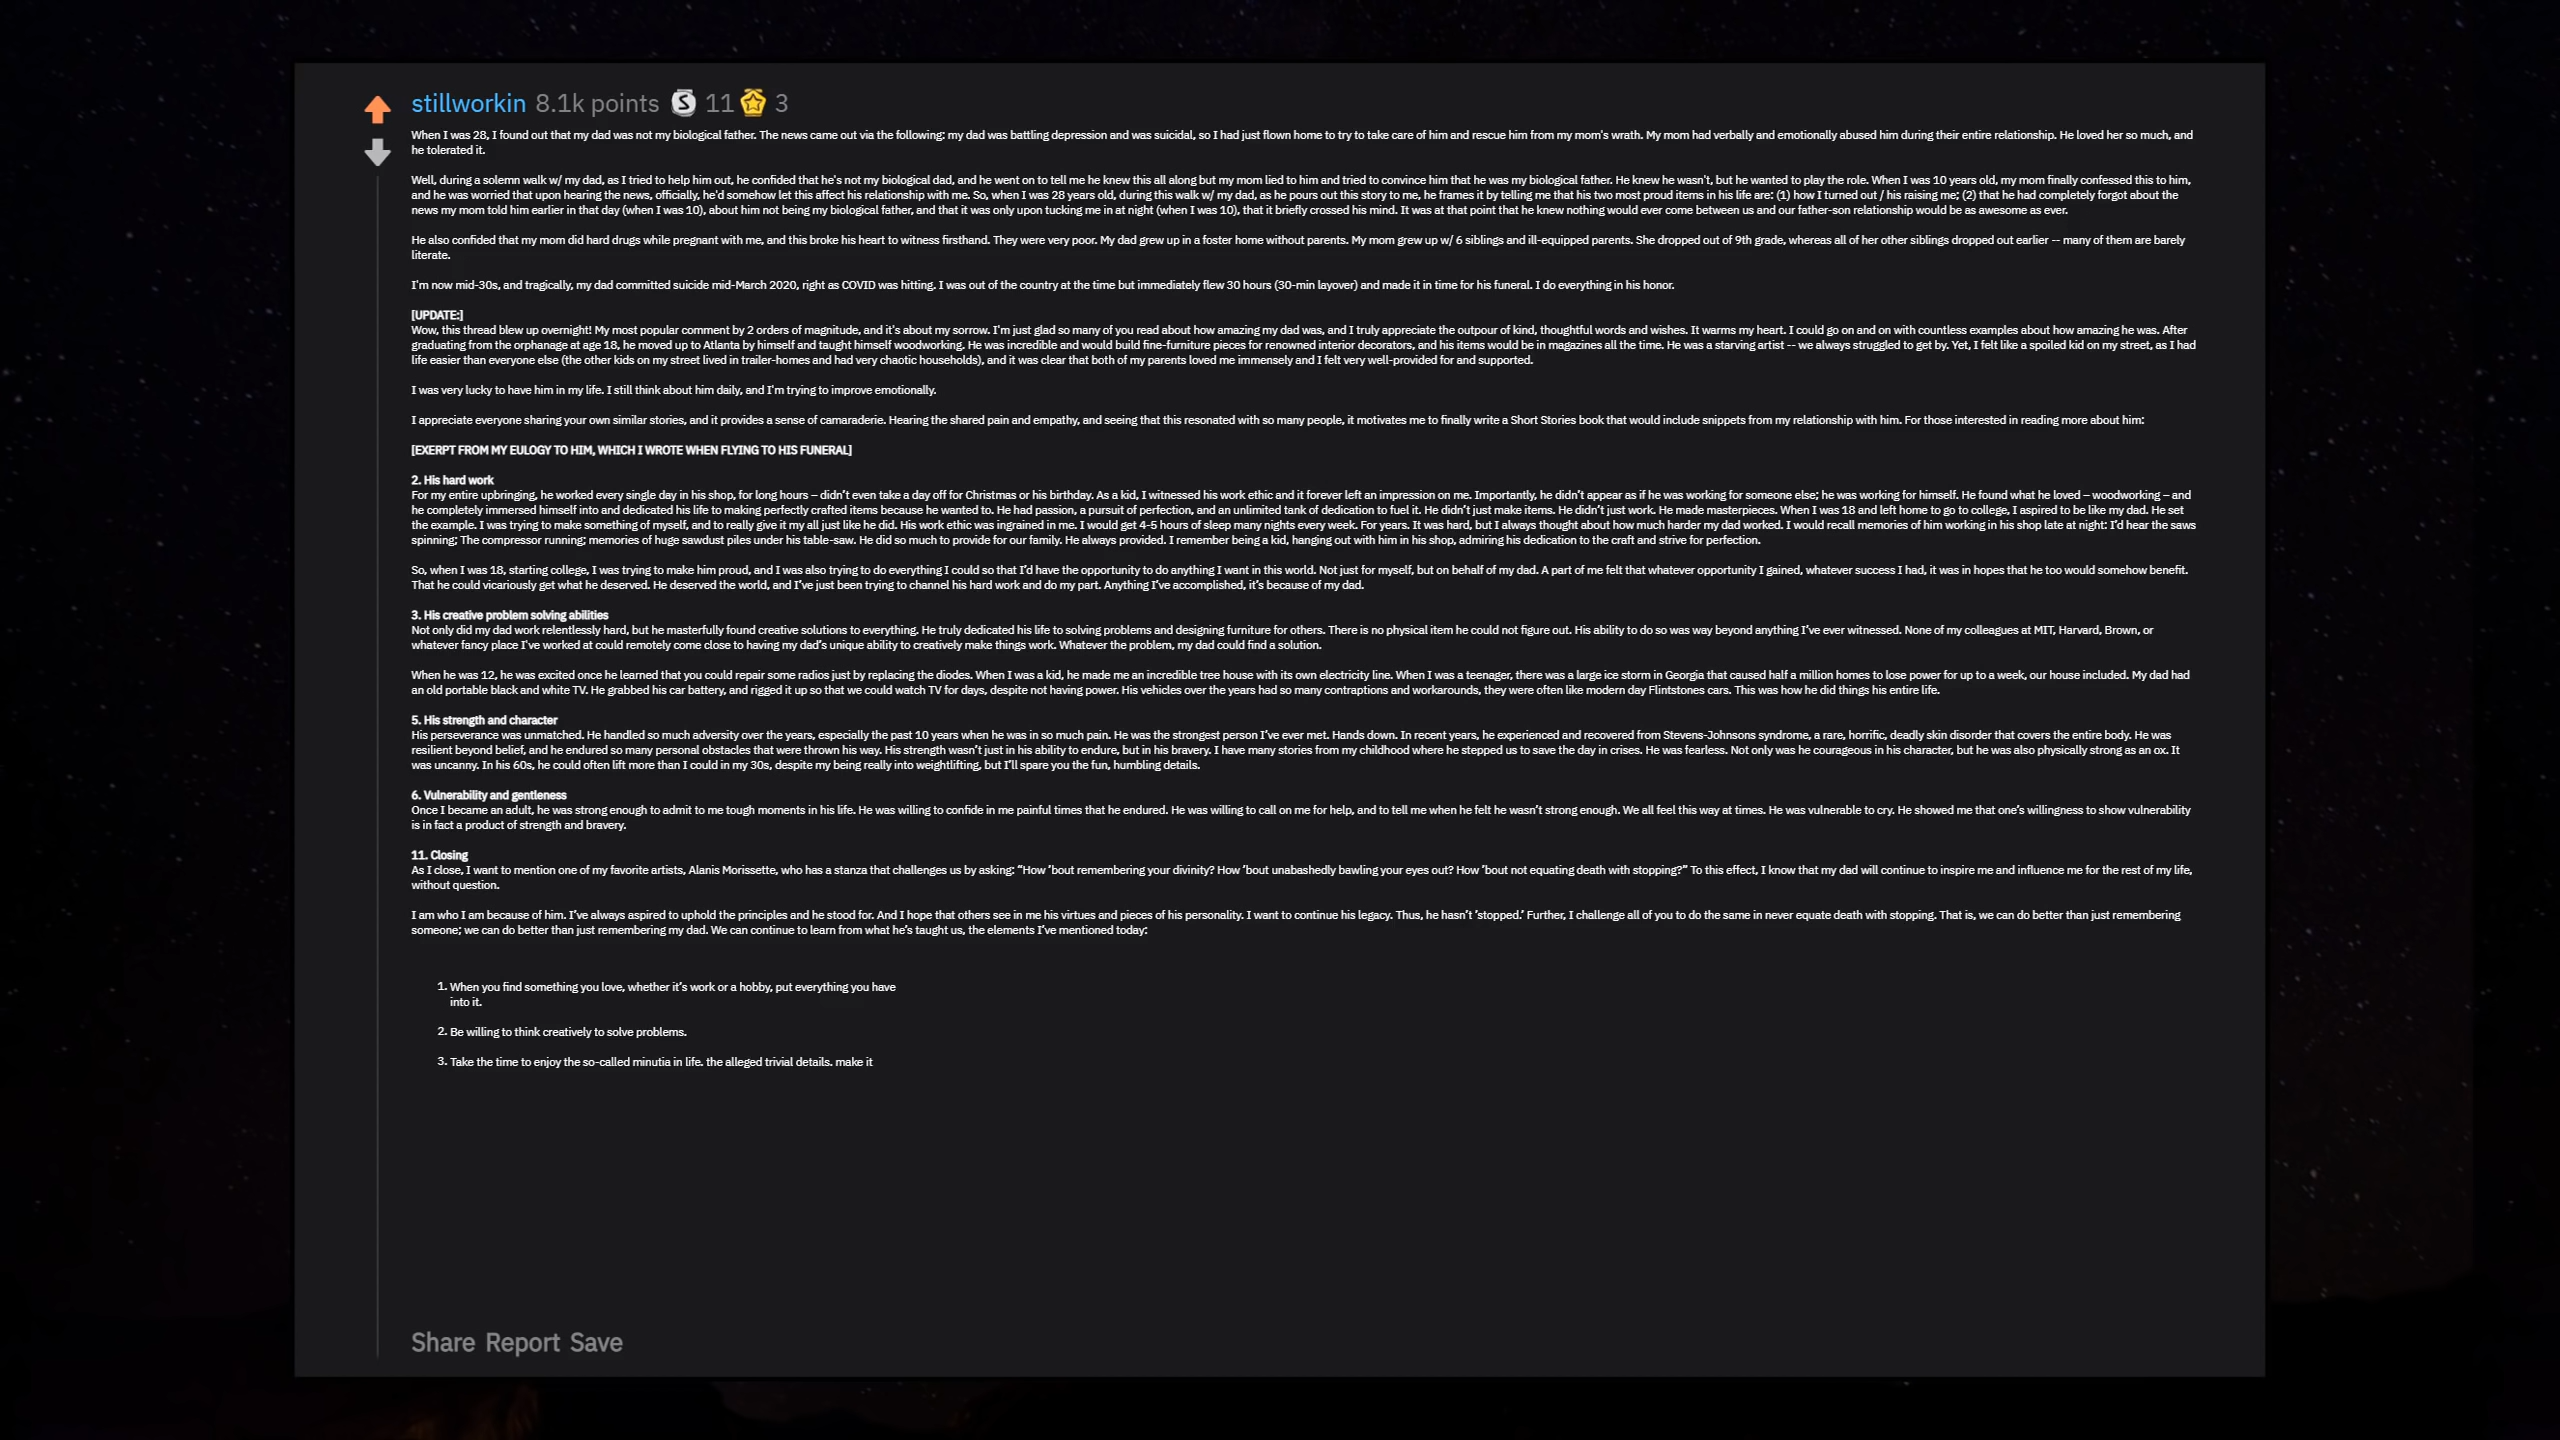 stillworkin 8.1k points 11 3
When I was 28, I found out that my dad was not my biological father. The news came out via the following: my dad was battling depression and was suicidal, so I had just flown home to try to take care of him and rescue him from my mom's wrath. My mom had verbally and emotionally abused him during their entire relationship. He loved her so much, and
he tolerated it.
Well, during a solemn walk w/ my dad, as I tried to help him out, he confided that he's not my biological dad, and he went on to tell me he knew this all along but my mom lied to him and tried to convince him that he was my biological father. He knew he wasn't, but he wanted to play the role. When I was 10 years old, my mom finally confessed this to him,
and he was worried that upon hearing the news, officially, he'd somehow let this affect his relationship with me. So, when I was 28 years old, during this walk w/ my dad, as he pours out this story to me, he frames it by telling me that his two most proud items in his life are: (1) how I turned out / his raising me; (2) that he had completely forgot about the
news my mom told him earlier in that day (when I was 10), about him not being my biological father, and that it was only upon tucking me in at night (when I was 10), that it briefly crossed his mind. It was at that point that he knew nothing would ever come between us and our father-son relationship would be as awesome as ever.
He also confided that my mom did hard drugs while pregnant with me, and this broke his heart to witness firsthand. They were very poor. My dad grew up in a foster home without parents. My mom grew up w/ 6 siblings and ill-equipped parents. She dropped out of 9th grade, whereas all of her other siblings dropped out earlier -- many of them are barely
literate.
I'm now mid-30s, and tragically, my dad committed suicide mid-March 2020, right as COVID was hitting. I was out of the country at the time but immediately flew 30 hours (30-min layover) and made it in time for his funeral. I do everything in his honor.
[UPDATE:]
Wow, this thread blew up overnight! My most popular comment by 2 orders of magnitude, and it's about my sorrow. I'm just glad so many of you read about how amazing my dad was, and I truly appreciate the outpour of kind, thoughtful words and wishes. It warms my heart. I could go on and on with countless examples about how amazing he was. After
graduating from the orphanage at age 18, he moved up to Atlanta by himself and taught himself woodworking. He was incredible and would build fine-furniture pieces for renowned interior decorators, and his items would be in magazines all the time. He was a starving artist -- we always struggled to get by. Yet, I felt like a spoiled kid on my street, as I had
life easier than everyone else (the other kids on my street lived in trailer-homes and had very chaotic households), and it was clear that both of my parents loved me immensely and I felt very well-provided for and supported.
I was very lucky to have him in my life. I still think about him daily, and I'm trying to improve emotionally.
I appreciate everyone sharing your own similar stories, and it provides a sense of camaraderie. Hearing the shared pain and empathy, and seeing that this resonated with so many people, it motivates me to finally write a Short Stories book that would include snippets from my relationship with him. For those interested in reading more about him:
[EXERPT FROM MY EULOGY TO HIM, WHICH I WROTE WHEN FLYING TO HIS FUNERAL]
2. His hard work
For my entire upbringing, he worked every single day in his shop, for long hours – didn’t even take a day off for Christmas or his birthday. As a kid, I witnessed his work ethic and it forever left an impression on me. Importantly, he didn’t appear as if he was working for someone else; he was working for himself. He found what he loved – woodworking – and
he completely immersed himself into and dedicated his life to making perfectly crafted items because he wanted to. He had passion, a pursuit of perfection, and an unlimited tank of dedication to fuel it. He didn’t just make items. He didn’t just work. He made masterpieces. When I was 18 and left home to go to college, I aspired to be like my dad. He set
the example. I was trying to make something of myself, and to really give it my all just like he did. His work ethic was ingrained in me. I would get 4-5 hours of sleep many nights every week. For years. It was hard, but I always thought about how much harder my dad worked. I would recall memories of him working in his shop late at night: I’d hear the saws
spinning; The compressor running; memories of huge sawdust piles under his table-saw. He did so much to provide for our family. He always provided. I remember being a kid, hanging out with him in his shop, admiring his dedication to the craft and strive for perfection.
So, when I was 18, starting college, I was trying to make him proud, and I was also trying to do everything I could so that I’d have the opportunity to do anything I want in this world. Not just for myself, but on behalf of my dad. A part of me felt that whatever opportunity I gained, whatever success I had, it was in hopes that he too would somehow benefit.
That he could vicariously get what he deserved. He deserved the world, and I’ve just been trying to channel his hard work and do my part. Anything I’ve accomplished, it’s because of my dad.
3. His creative problem solving abilities
Not only did my dad work relentlessly hard, but he masterfully found creative solutions to everything. He truly dedicated his life to solving problems and designing furniture for others. There is no physical item he could not figure out. His ability to do so was way beyond anything I’ve ever witnessed. None of my colleagues at MIT, Harvard, Brown, or
whatever fancy place I’ve worked at could remotely come close to having my dad’s unique ability to creatively make things work. Whatever the problem, my dad could find a solution.
When he was 12, he was excited once he learned that you could repair some radios just by replacing the diodes. When I was a kid, he made me an incredible tree house with its own electricity line. When I was a teenager, there was a large ice storm in Georgia that caused half a million homes to lose power for up to a week, our house included. My dad had
an old portable black and white TV. He grabbed his car battery, and rigged it up so that we could watch TV for days, despite not having power. His vehicles over the years had so many contraptions and workarounds, they were often like modern day Flintstones cars. This was how he did things his entire life.
5. His strength and character
His perseverance was unmatched. He handled so much adversity over the years, especially the past 10 years when he was in so much pain. He was the strongest person I’ve ever met. Hands down. In recent years, he experienced and recovered from Stevens-Johnsons syndrome, a rare, horrific, deadly skin disorder that covers the entire body. He was
resilient beyond belief, and he endured so many personal obstacles that were thrown his way. His strength wasn’t just in his ability to endure, but in his bravery. I have many stories from my childhood where he stepped us to save the day in crises. He was fearless. Not only was he courageous in his character, but he was also physically strong as an ox. It
was uncanny. In his 60s, he could often lift more than I could in my 30s, despite my being really into weightlifting, but I’ll spare you the fun, humbling details.
6. Vulnerability and gentleness
Once I became an adult, he was strong enough to admit to me tough moments in his life. He was willing to confide in me painful times that he endured. He was willing to call on me for help, and to tell me when he felt he wasn’t strong enough. We all feel this way at times. He was vulnerable to cry. He showed me that one’s willingness to show vulnerability
is in fact a product of strength and bravery.
11. Closing
As I close, I want to mention one of my favorite artists, Alanis Morissette, who has a stanza that challenges us by asking: “How ’bout remembering your divinity? How ’bout unabashedly bawling your eyes out? How ’bout not equating death with stopping?” To this effect, I know that my dad will continue to inspire me and influence me for the rest of my life,
without question.
I am who I am because of him. I’ve always aspired to uphold the principles and he stood for. And I hope that others see in me his virtues and pieces of his personality. I want to continue his legacy. Thus, he hasn’t ‘stopped.’ Further, I challenge all of you to do the same in never equate death with stopping. That is, we can do better than just remembering
someone; we can do better than just remembering my dad. We can continue to learn from what he’s taught us, the elements I’ve mentioned today:
1. When you find something you love, whether it’s work or a hobby, put everything you have
into it.
2. Be willing to think creatively to solve problems.
3. Take the time to enjoy the so-called minutia in life. the alleged trivial details. make it
Share Report Save